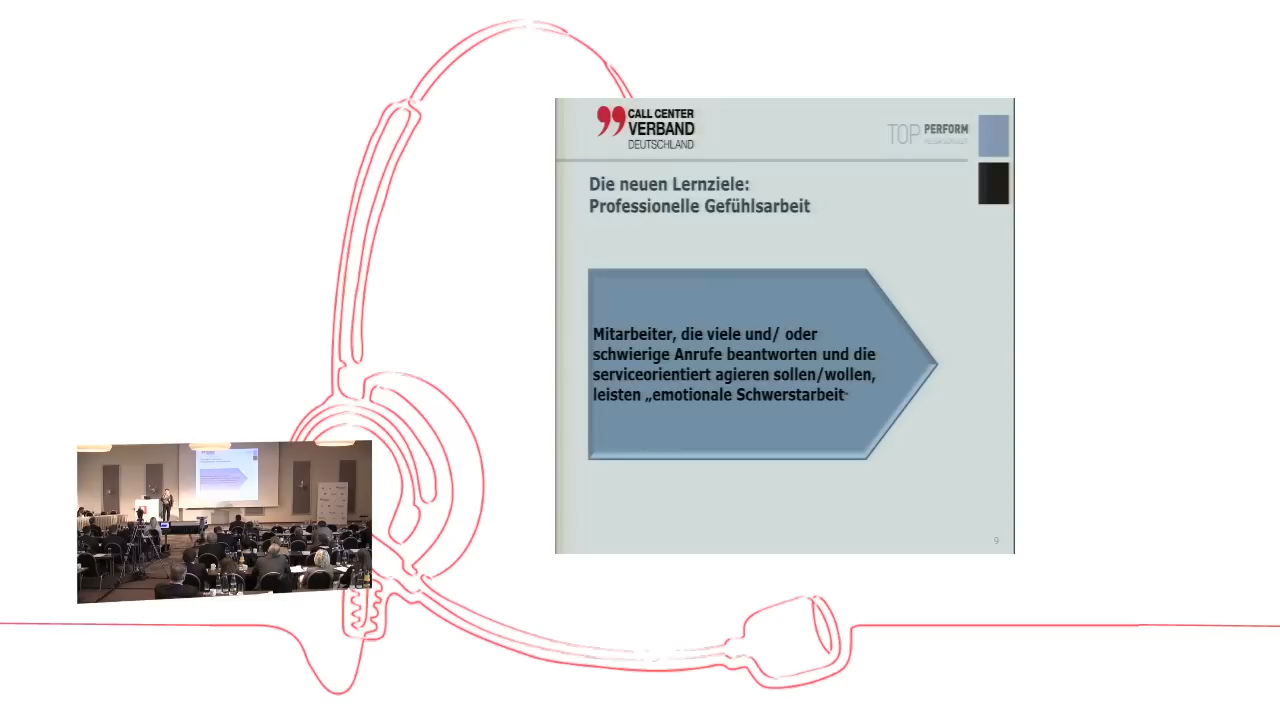 CALL CENTER
VERBAND
DEUTSCHLAND
TOP PERFORM
Die neuen Lernziele:
Professionelle Gefühlsarbeit
Mitarbeiter, die viele und/ oder
schwierige Anrufe beantworten und die
serviceorientiert agieren sollen/wollen,
leisten „emotionale Schwerstarbeit“
9